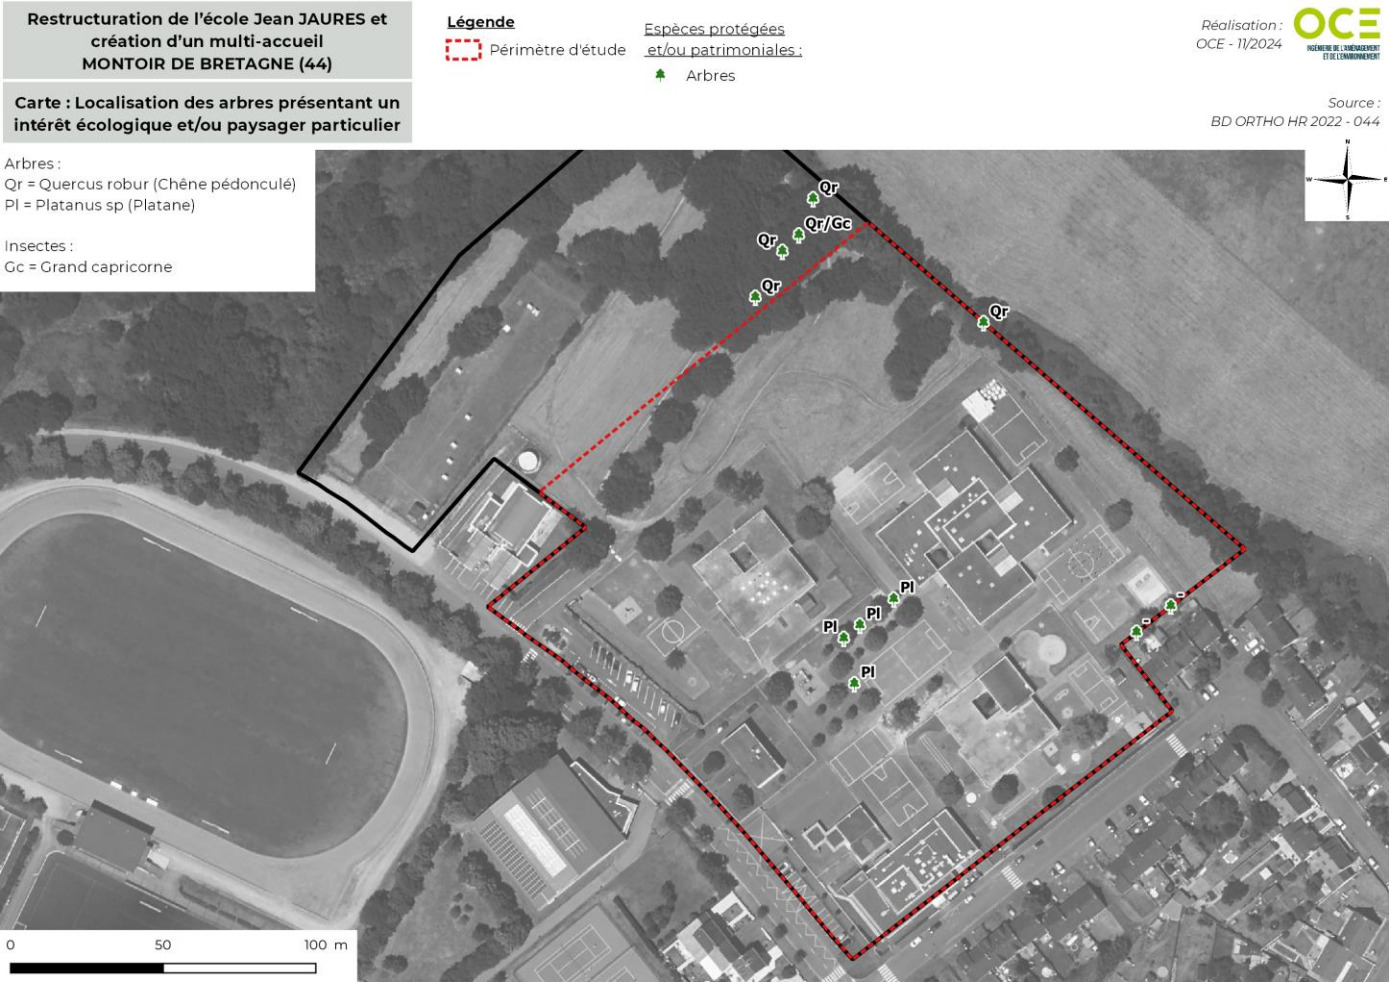 Restructuration de l'école Jean JAURES et
création d'un multi-accueil
MONTOIR DE BRETAGNE (44)
Carte : Localisation des arbres présentant un
intérêt écologique et/ou paysager particulier
Légende
Périmètre d'étude
Espèces protégées
et/ou patrimoniales :
Arbres
Réalisation :
OCE - 11/2024
OCE
INGÉNIERIE DE L'AMÉNAGEMENT
ET DE L'ENVIRONNEMENT
Source :
BD ORTHO HR 2022 - 044
N
W E
S
Arbres :
Qr = Quercus robur (Chêne pédonculé)
Pl = Platanus sp (Platane)
Insectes :
Gc = Grand capricorne
Qr
Qr/Gc
Qr
Qr
Qr
Pl
Pl
Pl
Pl
-
-
0 50 100 m